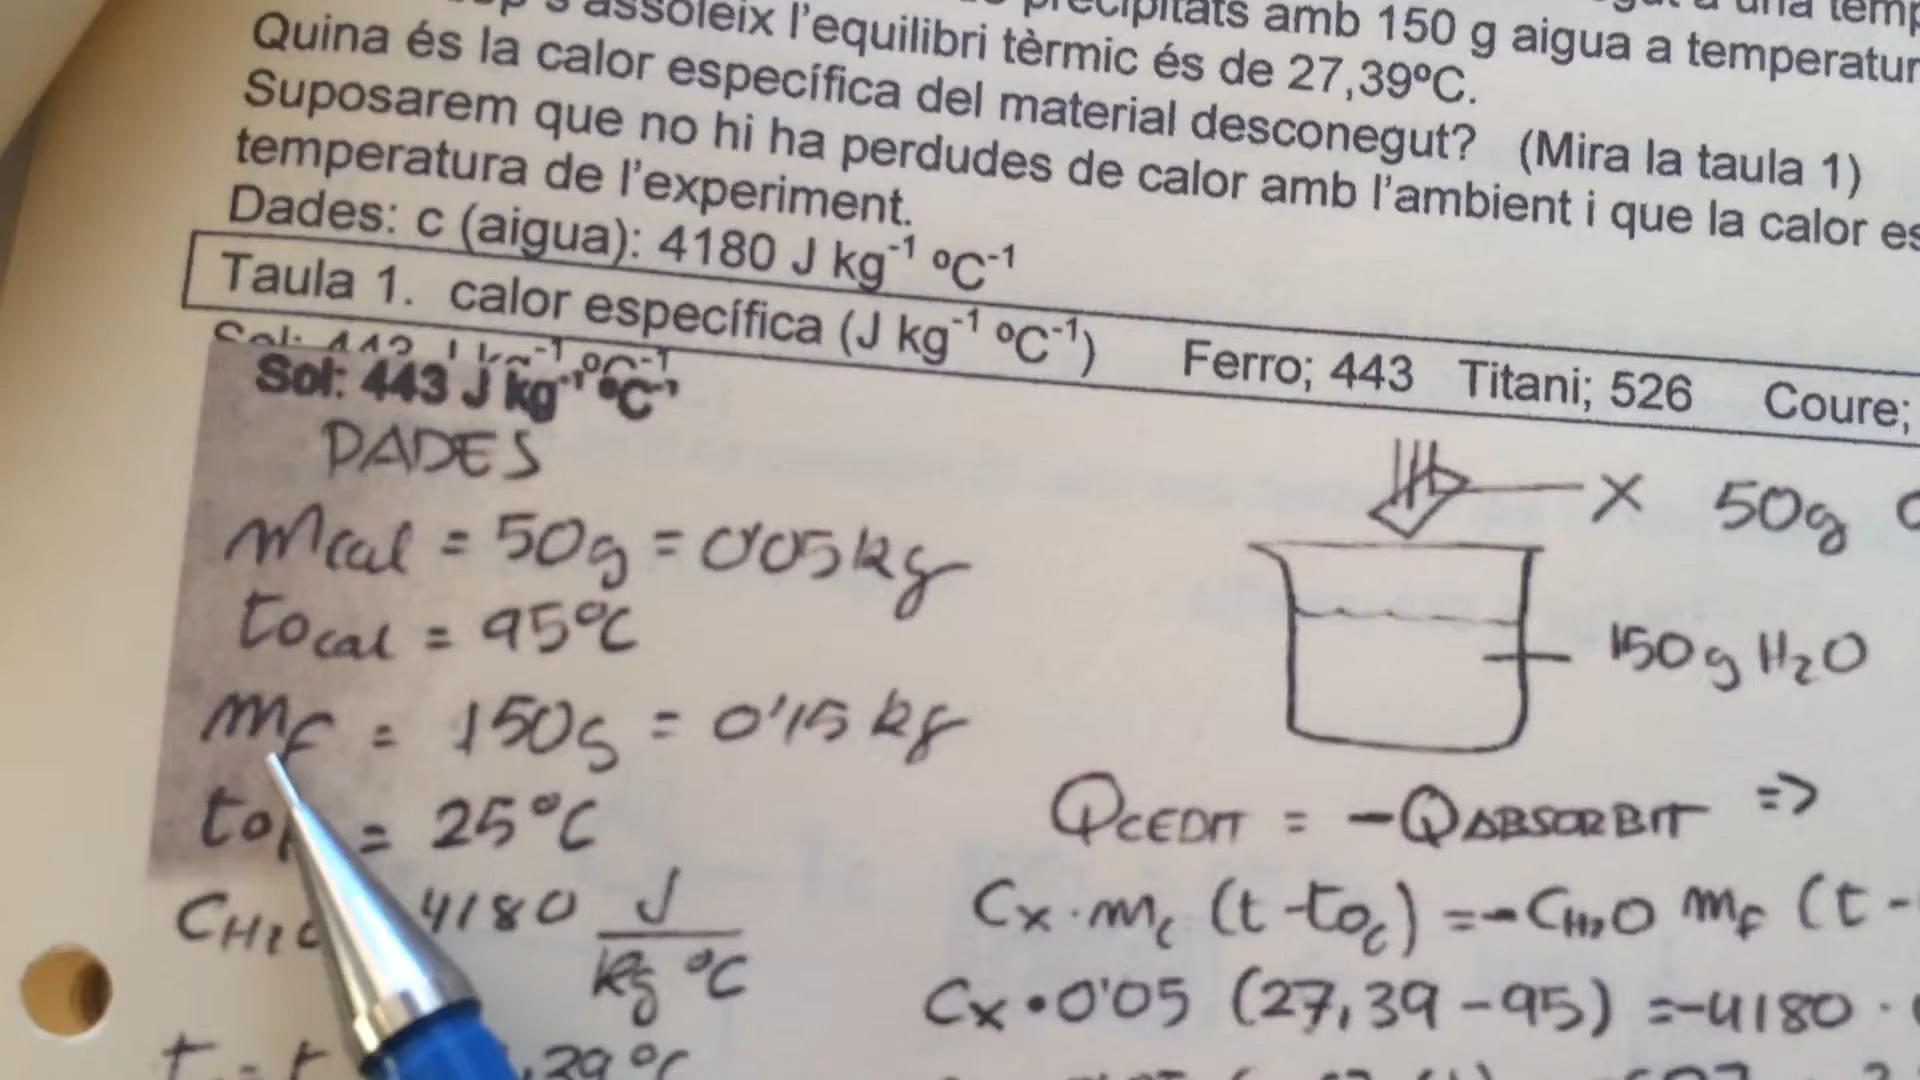 s'assoleix l'equilibri tèrmic és de 27,39ºC.
precipitats amb 150 g aigua a temperatur
Quina és la calor específica del material desconegut? (Mira la taula 1)
Suposarem que no hi ha perdudes de calor amb l'ambient i que la calor es
temperatura de l'experiment.
Dades: c (aigua): 4180 J kg⁻¹ ºC⁻¹
Taula 1. calor específica (J kg⁻¹ ºC⁻¹) Ferro; 443 Titani; 526 Coure;
Sol: 443 J kg⁻¹ ºC⁻¹
DADES
mcal = 50g = 0'05kg
tocal = 95ºC
mF = 150g = 0'15 kg
= 25ºC
4180 J
kg ºC
,39ºC
X 50g
150g H₂O
QCEDIT = -QABSORBIT =>
Cx · mc (t - toc) = -CH₂O mF (t -
Cx • 0'05 (27,39 - 95) = -4180 ·